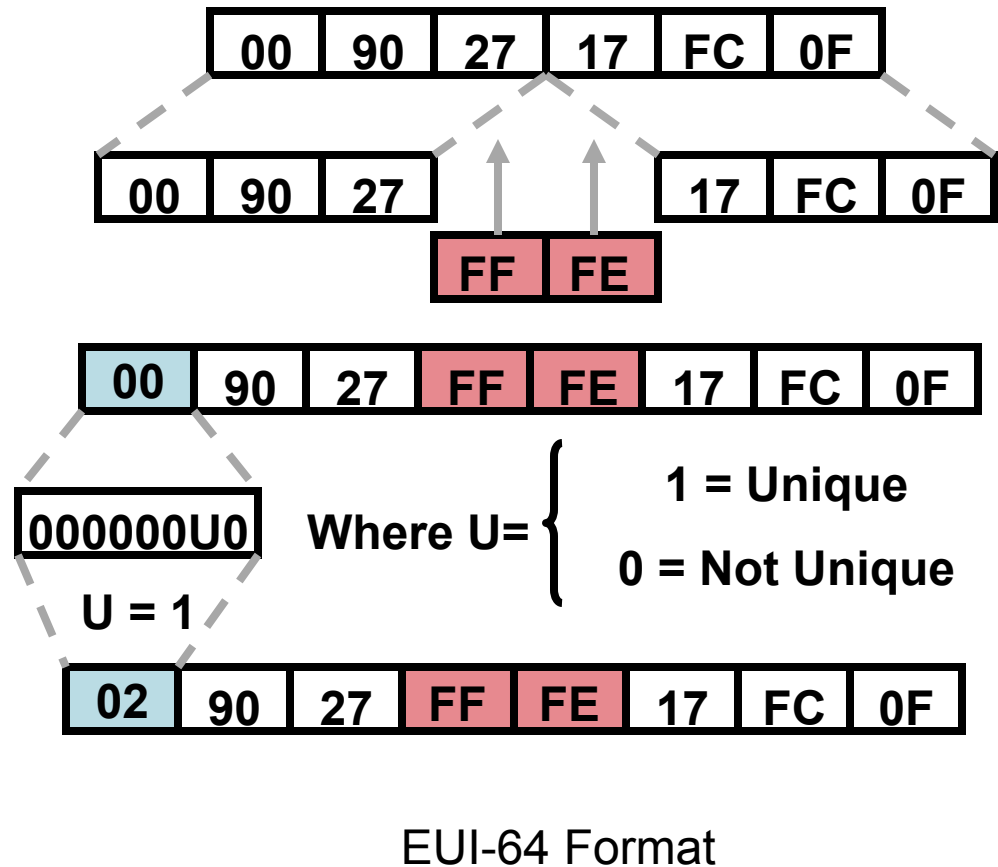 00 90 27 17 FC 0F
00 90 27 17 FC 0F
FF FE
00 90 27 FF FE 17 FC 0F
000000U0
Where U=
1 = Unique
0 = Not Unique
U = 1
02 90 27 FF FE 17 FC 0F
EUI-64 Format